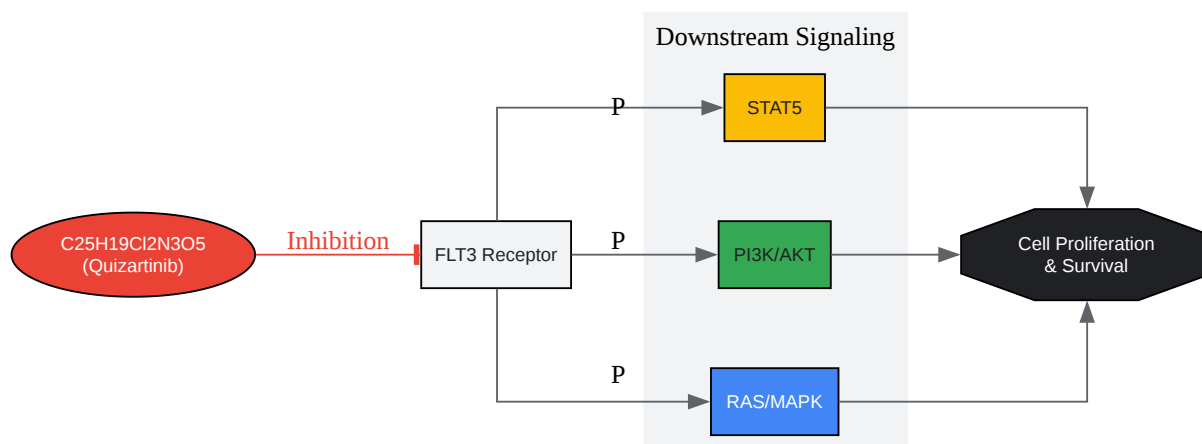 Downstream Signaling
P
STAT5
C25H19Cl2N3O5
(Quizartinib)
Inhibition
FLT3 Receptor
P
PI3K/AKT
Cell Proliferation
& Survival
P
RAS/MAPK